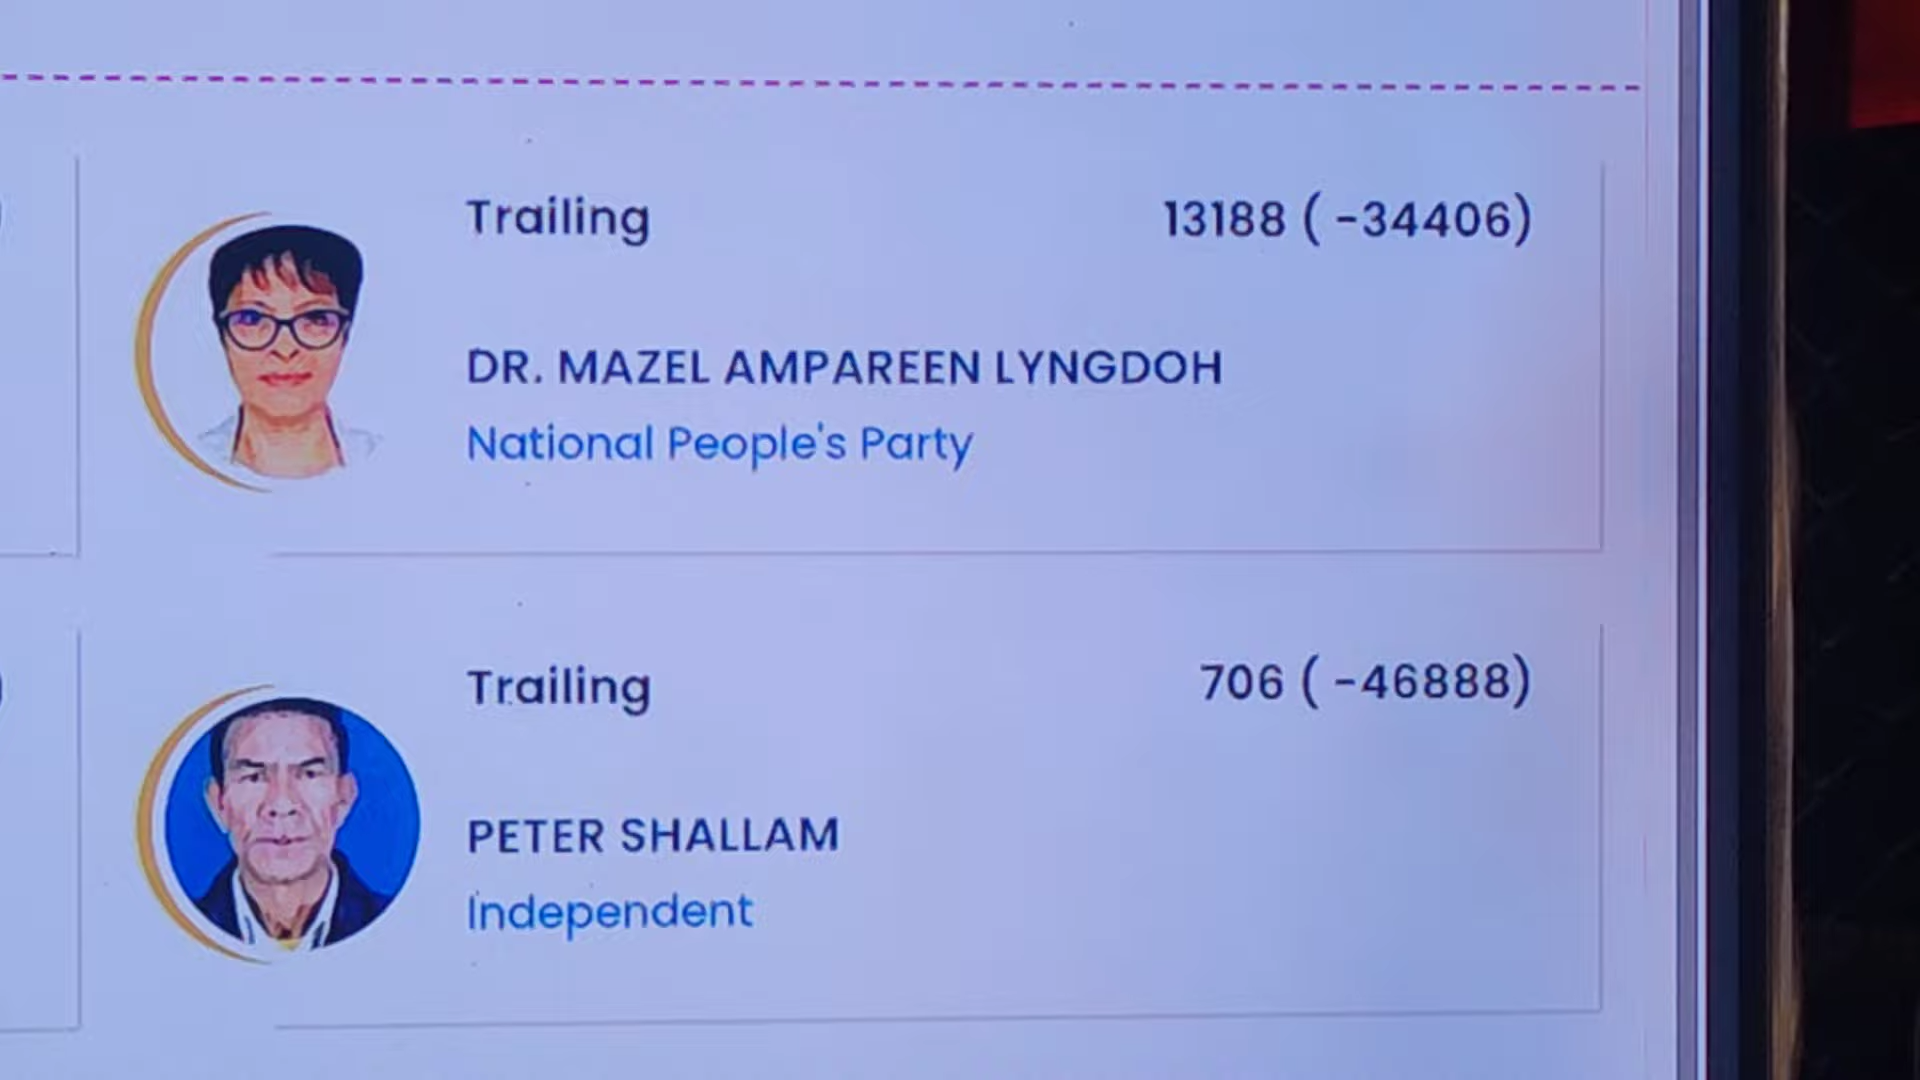 Trailing 13188 ( -34406)
DR. MAZEL AMPAREEN LYNGDOH
National People's Party
Trailing 706 ( -46888)
PETER SHALLAM
Independent